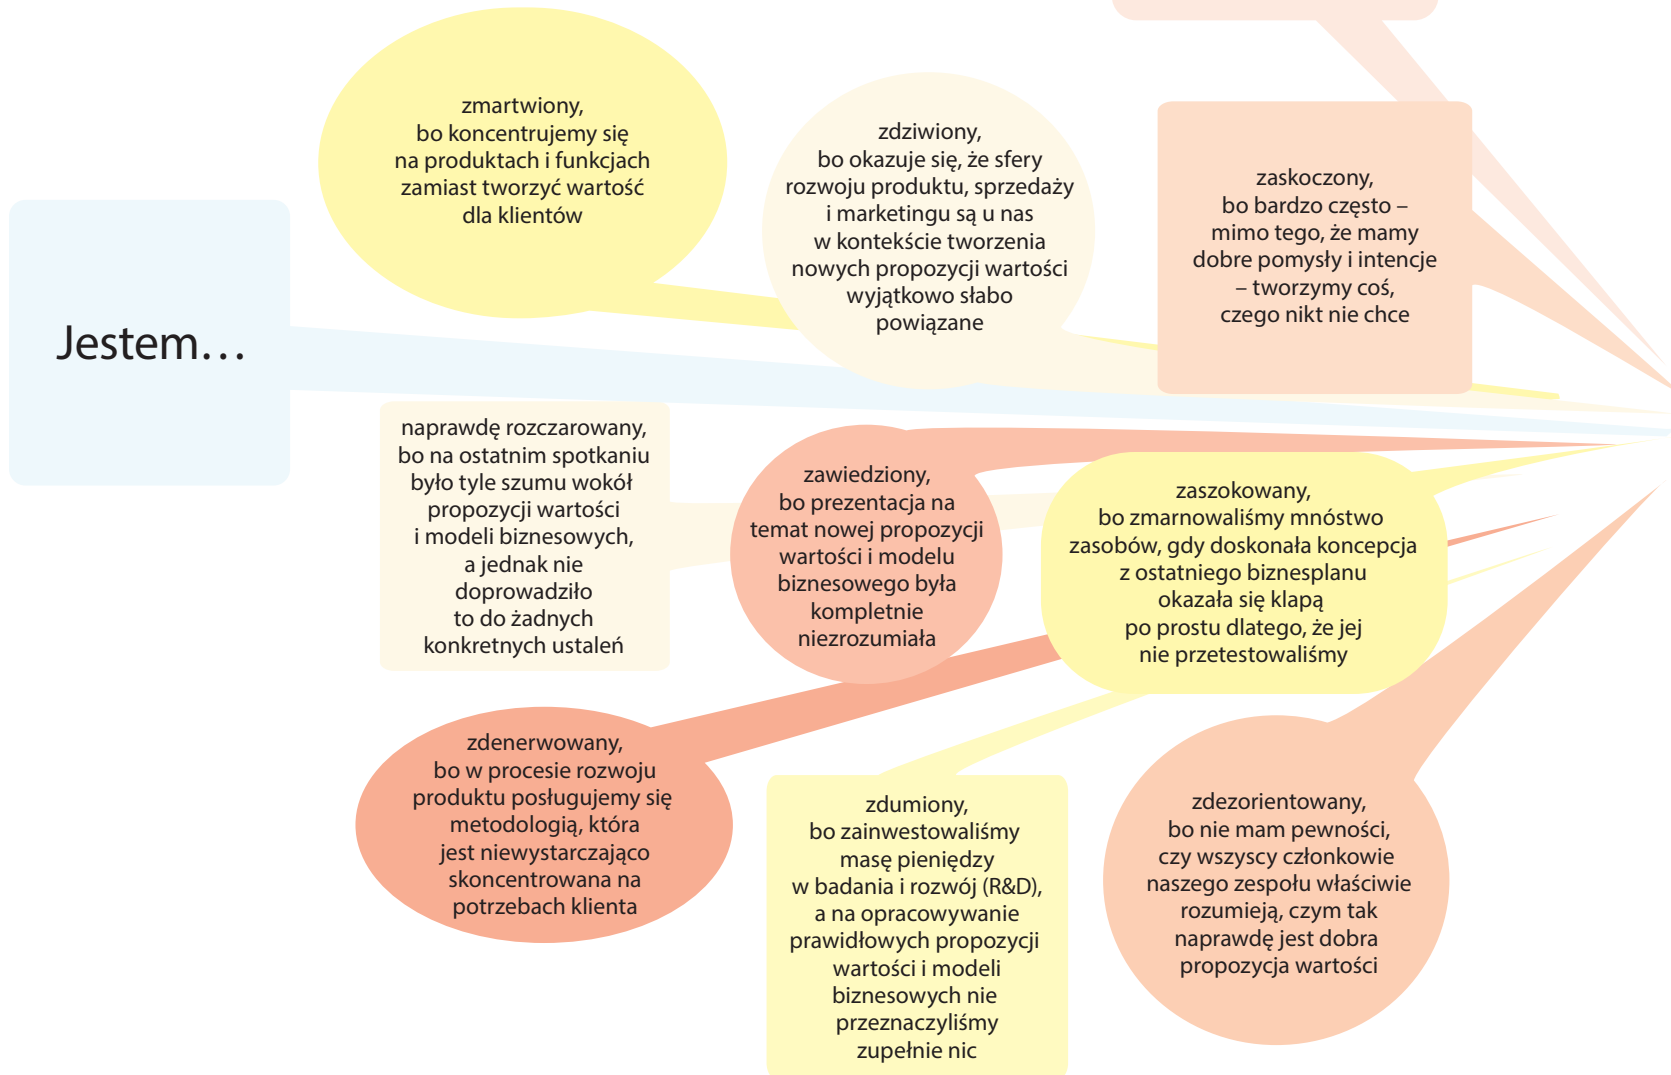 Jestem…
zmartwiony,
bo koncentrujemy się
na produktach i funkcjach
zamiast tworzyć wartość
dla klientów
zdziwiony,
bo okazuje się, że sfery
rozwoju produktu, sprzedaży
i marketingu są u nas
w kontekście tworzenia
nowych propozycji wartości
wyjątkowo słabo
powiązane
zaskoczony,
bo bardzo często –
mimo tego, że mamy
dobre pomysły i intencje
– tworzymy coś,
czego nikt nie chce
naprawdę rozczarowany,
bo na ostatnim spotkaniu
było tyle szumu wokół
propozycji wartości
i modeli biznesowych,
a jednak nie
doprowadziło
to do żadnych
konkretnych ustaleń
zawiedziony,
bo prezentacja na
temat nowej propozycji
wartości i modelu
biznesowego była
kompletnie
niezrozumiała
zaszokowany,
bo zmarnowaliśmy mnóstwo
zasobów, gdy doskonała koncepcja
z ostatniego biznesplanu
okazała się klapą
po prostu dlatego, że jej
nie przetestowaliśmy
zdenerwowany,
bo w procesie rozwoju
produktu posługujemy się
metodologią, która
jest niewystarczająco
skoncentrowana na
potrzebach klienta
zdumiony,
bo zainwestowaliśmy
masę pieniędzy
w badania i rozwój (R&D),
a na opracowywanie
prawidłowych propozycji
wartości i modeli
biznesowych nie
przeznaczyliśmy
zupełnie nic
zdezorientowany,
bo nie mam pewności,
czy wszyscy członkowie
naszego zespołu właściwie
rozumieją, czym tak
naprawdę jest dobra
propozycja wartości